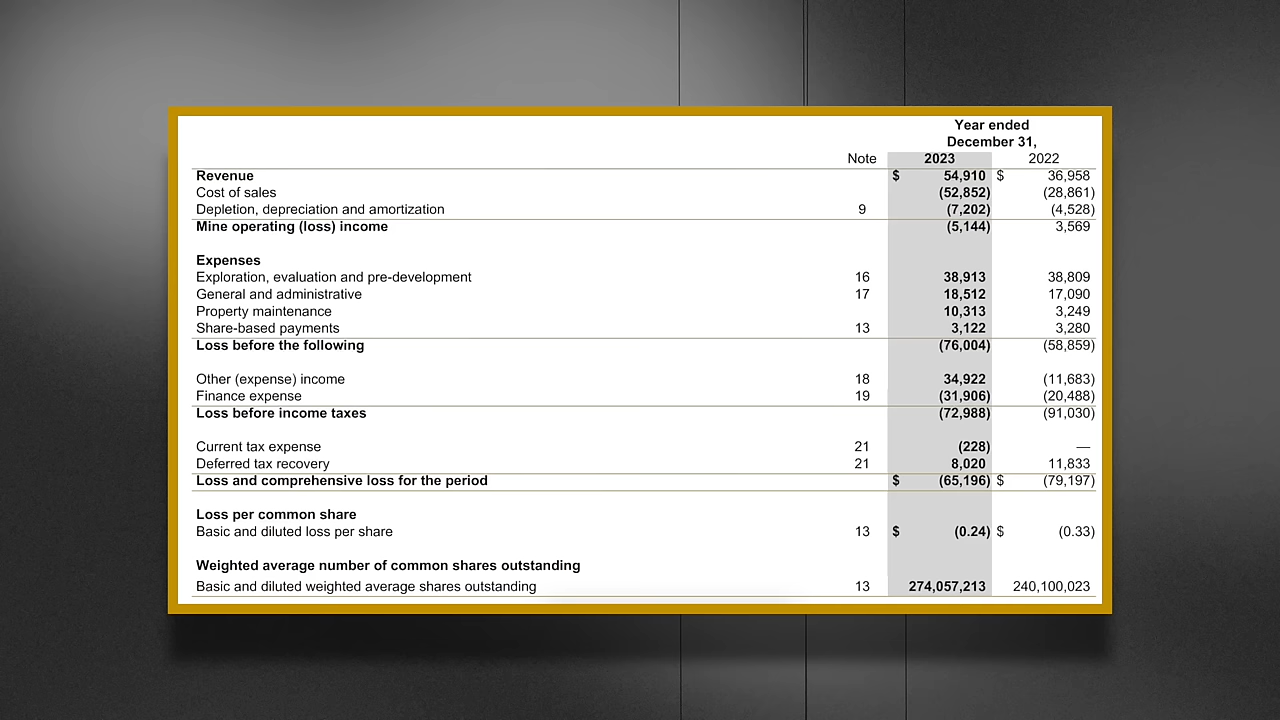 Year ended
December 31,
Note 2023 2022
Revenue $ 54,910 $ 36,958
Cost of sales (52,852) (28,861)
Depletion, depreciation and amortization 9 (7,202) (4,528)
Mine operating (loss) income (5,144) 3,569
Expenses
Exploration, evaluation and pre-development 16 38,913 38,809
General and administrative 17 18,512 17,090
Property maintenance 10,313 3,249
Share-based payments 13 3,122 3,280
Loss before the following (76,004) (58,859)
Other (expense) income 18 34,922 (11,683)
Finance expense 19 (31,906) (20,488)
Loss before income taxes (72,988) (91,030)
Current tax expense 21 (228) —
Deferred tax recovery 21 8,020 11,833
Loss and comprehensive loss for the period $ (65,196) $ (79,197)
Loss per common share
Basic and diluted loss per share 13 $ (0.24) $ (0.33)
Weighted average number of common shares outstanding
Basic and diluted weighted average shares outstanding 13 274,057,213 240,100,023